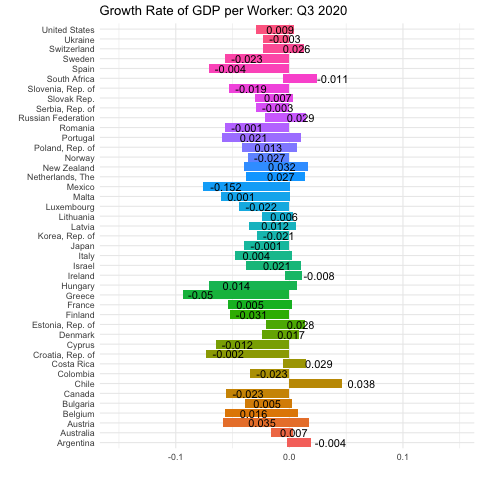 Growth Rate of GDP per Worker: Q3 2020
United States 0.009
Ukraine -0.003
Switzerland 0.026
Sweden -0.023
Spain -0.004
South Africa -0.011
Slovenia, Rep. of -0.019
Slovak Rep. 0.007
Serbia, Rep. of -0.003
Russian Federation 0.029
Romania -0.001
Portugal 0.021
Poland, Rep. of 0.013
Norway -0.027
New Zealand 0.032
Netherlands, The 0.027
Mexico -0.152
Malta 0.001
Luxembourg -0.022
Lithuania 0.006
Latvia 0.012
Korea, Rep. of -0.021
Japan -0.001
Italy 0.004
Israel 0.021
Ireland -0.008
Hungary 0.014
Greece -0.05
France 0.005
Finland -0.031
Estonia, Rep. of 0.028
Denmark 0.017
Cyprus -0.012
Croatia, Rep. of -0.002
Costa Rica 0.029
Colombia -0.023
Chile 0.038
Canada -0.023
Bulgaria 0.005
Belgium 0.016
Austria 0.035
Australia 0.007
Argentina -0.004
-0.1 0.0 0.1